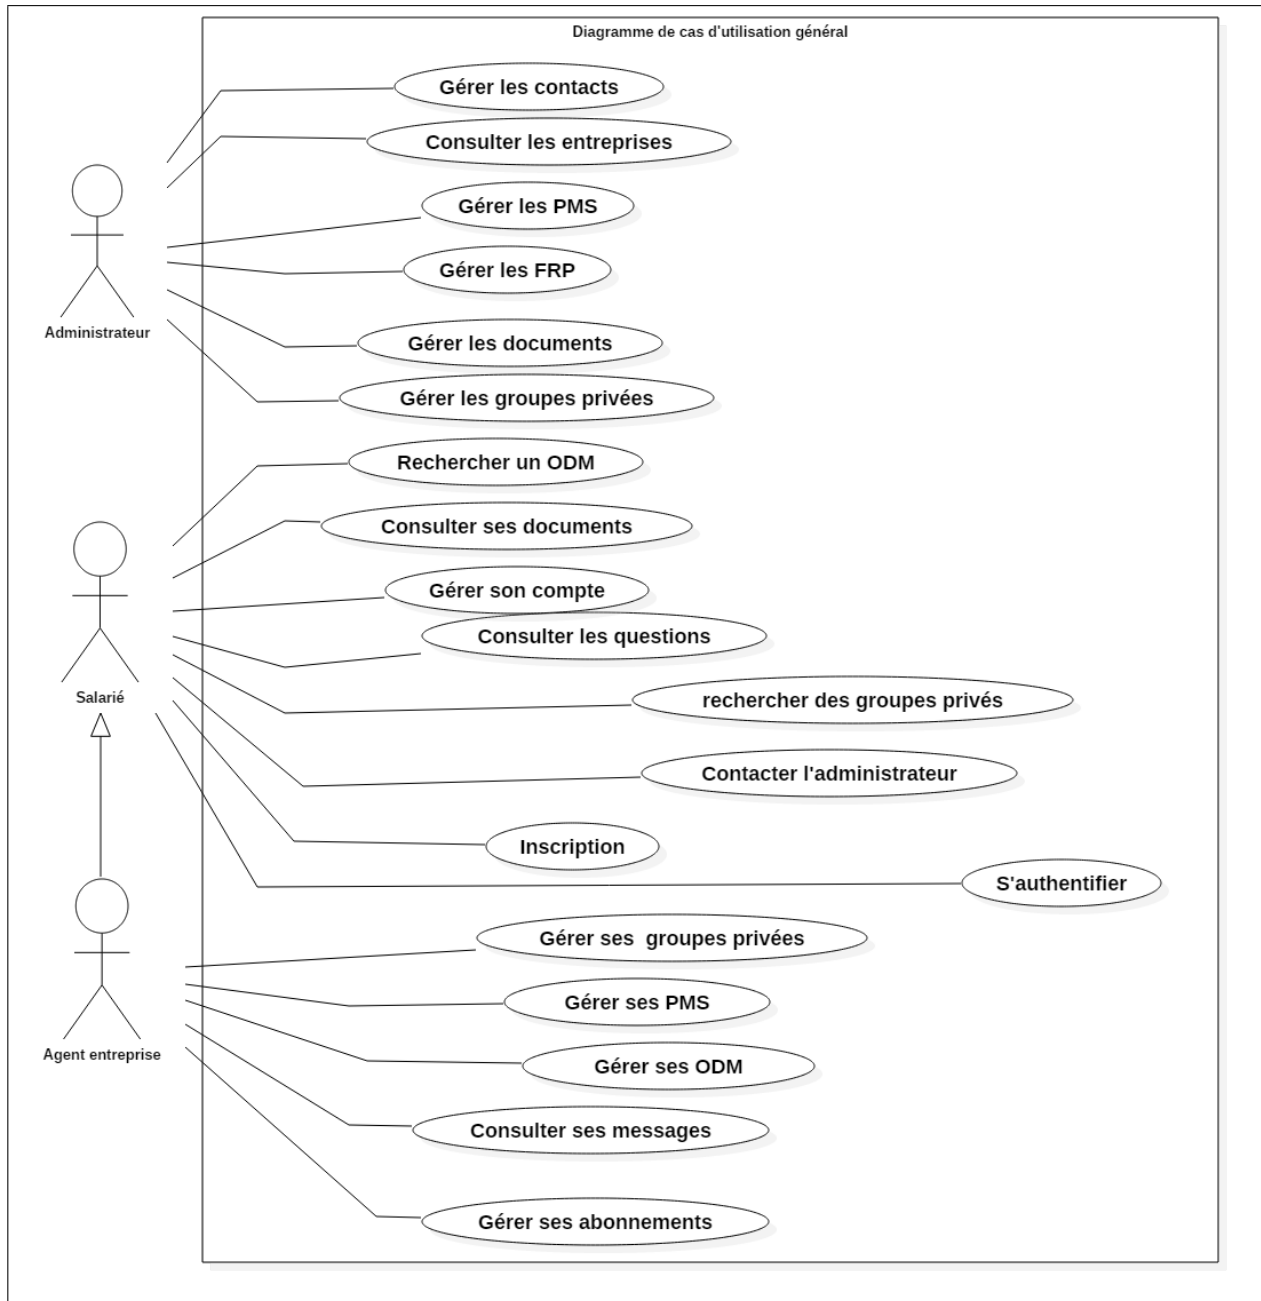 Diagramme de cas d'utilisation général
Gérer les contacts
Consulter les entreprises
Gérer les PMS
Gérer les FRP
Administrateur
Gérer les documents
Gérer les groupes privées
Rechercher un ODM
Consulter ses documents
Gérer son compte
Consulter les questions
Salarié
rechercher des groupes privés
Contacter l'administrateur
Inscription
S'authentifier
Gérer ses  groupes privées
Gérer ses PMS
Agent entreprise
Gérer ses ODM
Consulter ses messages
Gérer ses abonnements